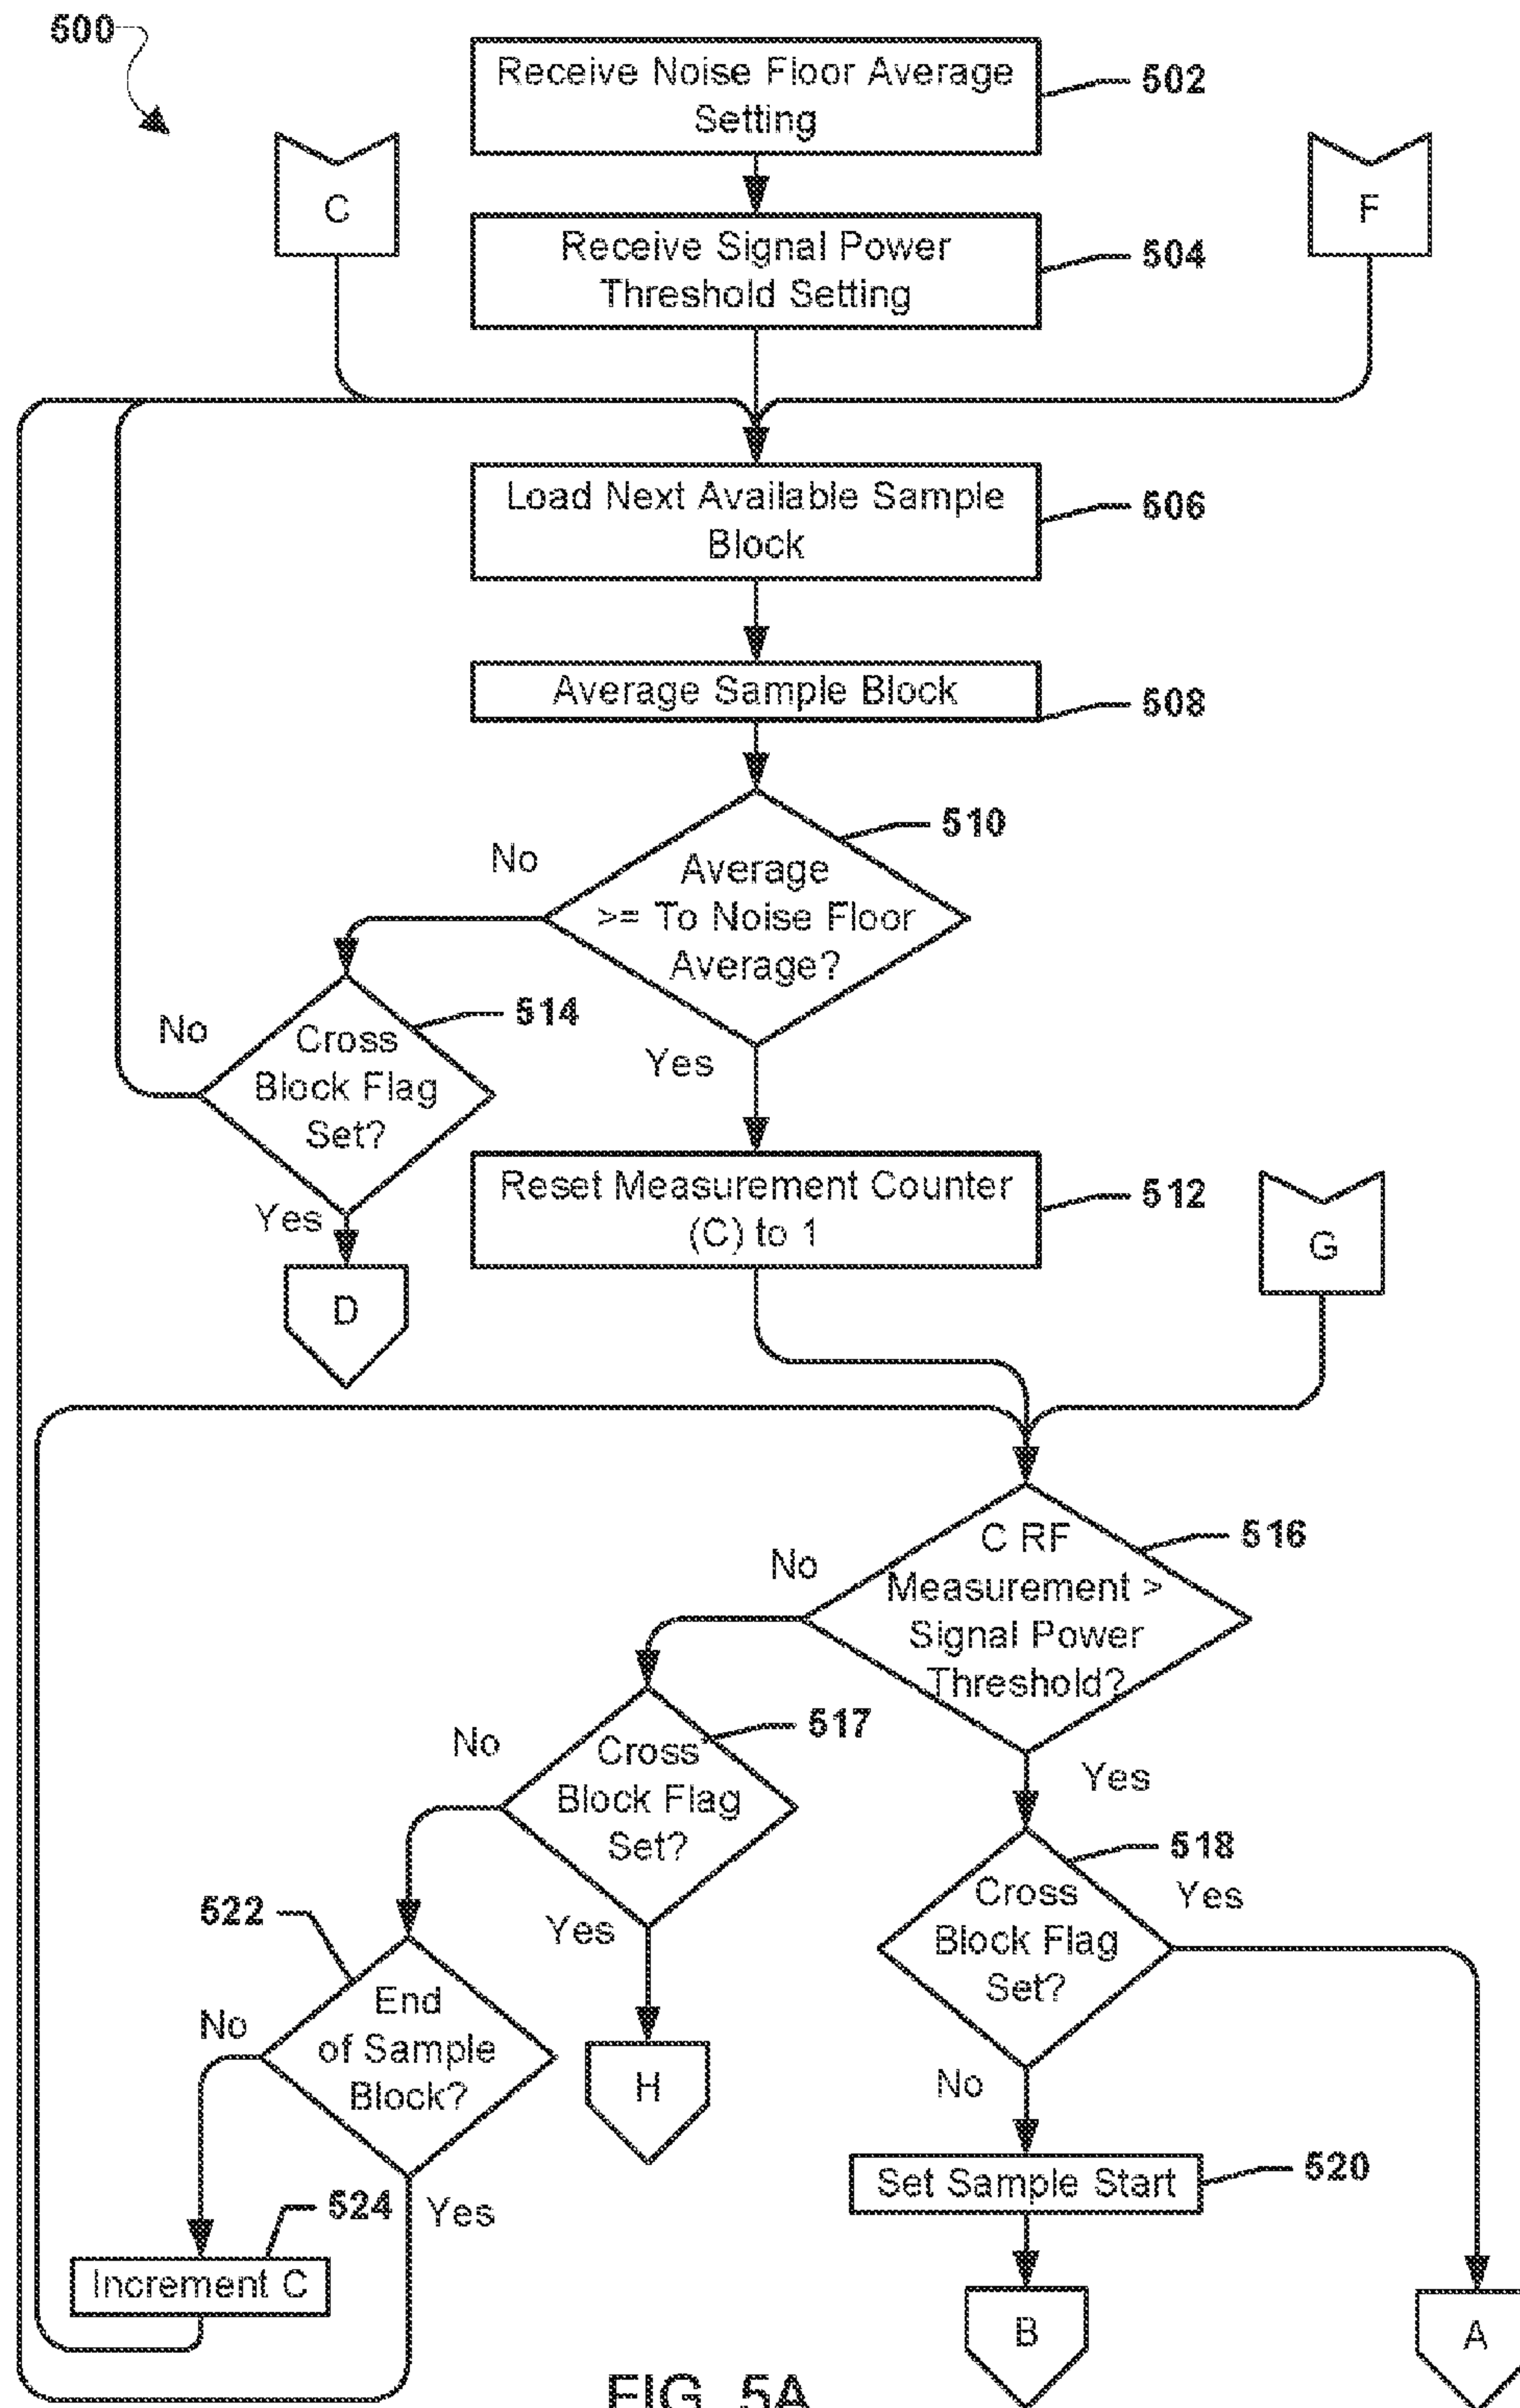 500
Receive Noise Floor Average
Setting
502
C
F
Receive Signal Power
Threshold Setting
504
Load Next Available Sample
Block
506
Average Sample Block
508
510
No
Average
>= To Noise Floor
Average?
514
No
Cross
Block Flag
Set?
Yes
Yes
Reset Measurement Counter
(C) to 1
512
G
D
516
No
C RF
Measurement >
Signal Power
Threshold?
517
No
Cross
Block Flag
Set?
Yes
Yes
518
Cross
Block Flag
Set?
Yes
522
End
of Sample
Block?
No
H
No
Set Sample Start
520
524
Yes
Increment C
B
A
FIG. 5A